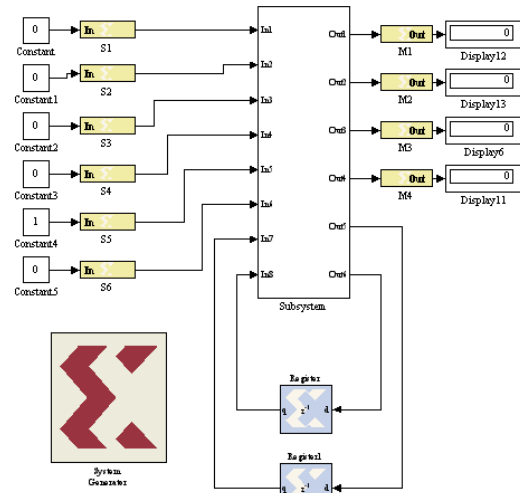 0
Constant
In
S1
0
Constant1
In
S2
0
Constant2
In
S3
0
Constant3
In
S4
1
Constant4
In
S5
0
Constant5
In
S6
In1
In2
In3
In4
In5
In6
In7
In8
Out1
Out2
Out3
Out4
Out5
Out6
Subsystem
Out
M1
0
Display12
Out
M2
0
Display13
Out
M3
0
Display6
Out
M4
0
Display11
System
Generator
Register
q z⁻¹ d
Register1
q z⁻¹ d